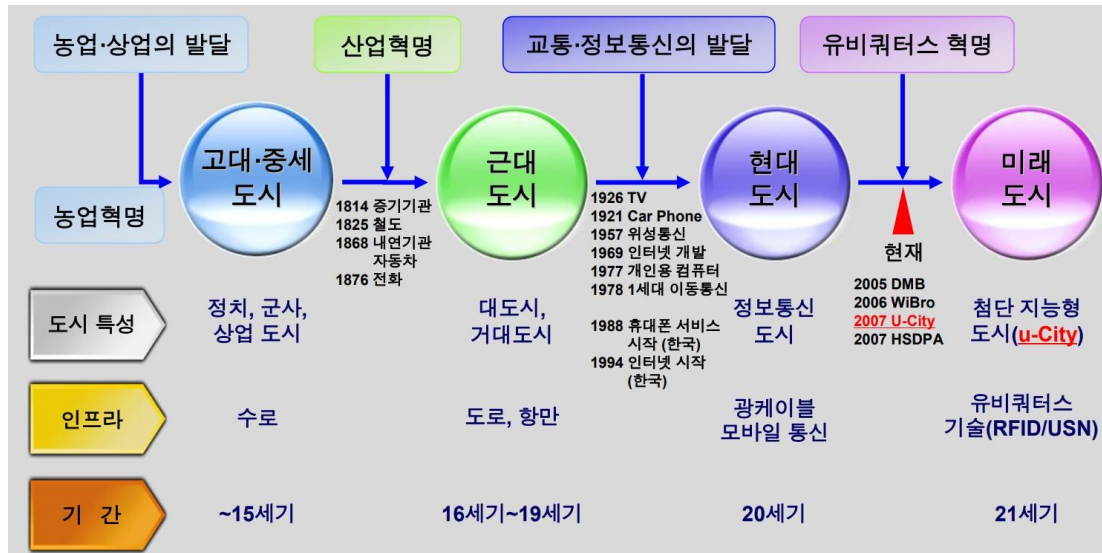 농업·상업의 발달
산업혁명
교통·정보통신의 발달
유비쿼터스 혁명
농업혁명
고대·중세
도시
근대
도시
현대
도시
미래
도시
1814 증기기관
1825 철도
1868 내연기관
자동차
1876 전화
1926 TV
1921 Car Phone
1957 위성통신
1969 인터넷 개발
1977 개인용 컴퓨터
1978 1세대 이동통신
1988 휴대폰 서비스
시작 (한국)
1994 인터넷 시작
(한국)
현재
2005 DMB
2006 WiBro
2007 U-City
2007 HSDPA
도시 특성
정치, 군사,
상업 도시
대도시,
거대도시
정보통신
도시
첨단 지능형
도시(u-City)
인프라
수로
도로, 항만
광케이블
모바일 통신
유비쿼터스
기술(RFID/USN)
기 간
~15세기
16세기~19세기
20세기
21세기